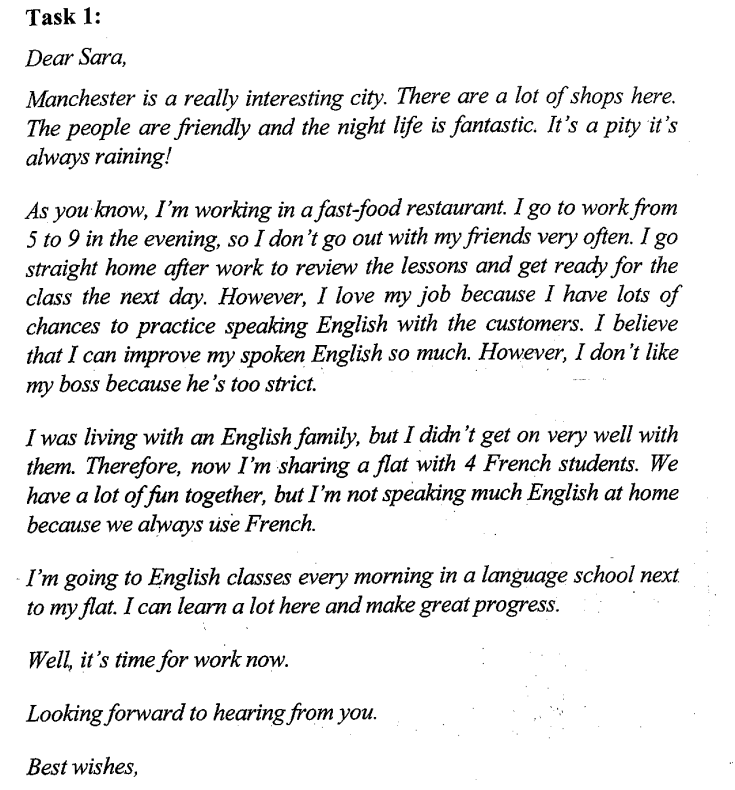 Task 1:
Dear Sara,
Manchester is a really interesting city. There are a lot of shops here.
The people are friendly and the night life is fantastic. It's a pity it's
always raining!
As you know, I'm working in a fast-food restaurant. I go to work from
5 to 9 in the evening, so I don't go out with my friends very often. I go
straight home after work to review the lessons and get ready for the
class the next day. However, I love my job because I have lots of
chances to practice speaking English with the customers. I believe
that I can improve my spoken English so much. However, I don't like
my boss because he's too strict.
I was living with an English family, but I didn't get on very well with
them. Therefore, now I'm sharing a flat with 4 French students. We
have a lot of fun together, but I'm not speaking much English at home
because we always use French.
I'm going to English classes every morning in a language school next
to my flat. I can learn a lot here and make great progress.
Well, it's time for work now.
Looking forward to hearing from you.
Best wishes,